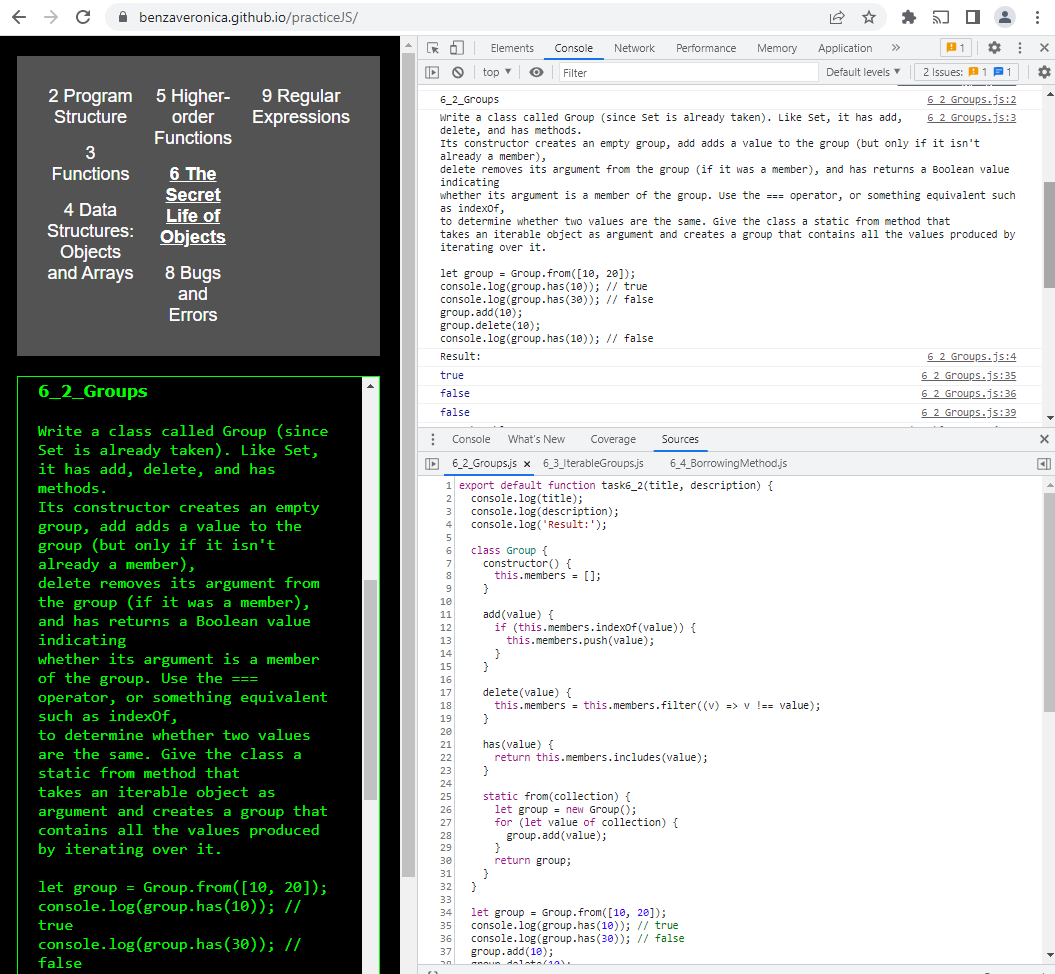 benzaveronica.github.io/practiceJS/
2 Program
Structure
3
Functions
4 Data
Structures:
Objects
and Arrays
5 Higher-
order
Functions
6 The
Secret
Life of
Objects
8 Bugs
and
Errors
9 Regular
Expressions
6_2_Groups
Write a class called Group (since
Set is already taken). Like Set,
it has add, delete, and has
methods.
Its constructor creates an empty
group, add adds a value to the
group (but only if it isn't
already a member),
delete removes its argument from
the group (if it was a member),
and has returns a Boolean value
indicating
whether its argument is a member
of the group. Use the ===
operator, or something equivalent
such as indexOf,
to determine whether two values
are the same. Give the class a
static from method that
takes an iterable object as
argument and creates a group that
contains all the values produced
by iterating over it.
let group = Group.from([10, 20]);
console.log(group.has(10)); //
true
console.log(group.has(30)); //
false
Elements Console Network Performance Memory Application » 1
top Filter Default levels 2 Issues: 1 1
6_2_Groups 6_2_Groups.js:2
Write a class called Group (since Set is already taken). Like Set, it has add, 6_2_Groups.js:3
delete, and has methods.
Its constructor creates an empty group, add adds a value to the group (but only if it isn't
already a member),
delete removes its argument from the group (if it was a member), and has returns a Boolean value
indicating
whether its argument is a member of the group. Use the === operator, or something equivalent such
as indexOf,
to determine whether two values are the same. Give the class a static from method that
takes an iterable object as argument and creates a group that contains all the values produced by
iterating over it.
let group = Group.from([10, 20]);
console.log(group.has(10)); // true
console.log(group.has(30)); // false
group.add(10);
group.delete(10);
console.log(group.has(10)); // false
Result: 6_2_Groups.js:4
true 6_2_Groups.js:35
false 6_2_Groups.js:36
false 6_2_Groups.js:39
Console What's New Coverage Sources
6_2_Groups.js × 6_3_IterableGroups.js 6_4_BorrowingMethod.js
1 export default function task6_2(title, description) {
2 console.log(title);
3 console.log(description);
4 console.log('Result:');
5
6 class Group {
7 constructor() {
8 this.members = [];
9 }
10
11 add(value) {
12 if (this.members.indexOf(value)) {
13 this.members.push(value);
14 }
15 }
16
17 delete(value) {
18 this.members = this.members.filter((v) => v !== value);
19 }
20
21 has(value) {
22 return this.members.includes(value);
23 }
24
25 static from(collection) {
26 let group = new Group();
27 for (let value of collection) {
28 group.add(value);
29 }
30 return group;
31 }
32 }
33
34 let group = Group.from([10, 20]);
35 console.log(group.has(10)); // true
36 console.log(group.has(30)); // false
37 group.add(10);
38 group.delete(10);